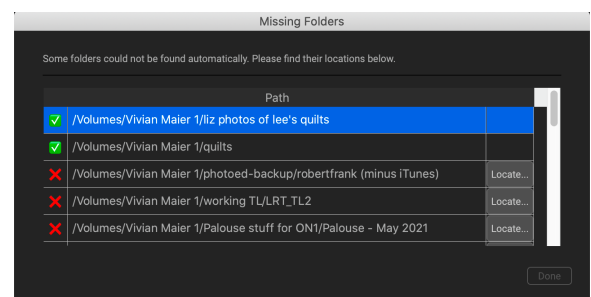 Missing Folders
Some folders could not be found automatically. Please find their locations below.
Path
/Volumes/Vivian Maier 1/liz photos of lee's quilts
/Volumes/Vivian Maier 1/quilts
/Volumes/Vivian Maier 1/photoed-backup/robertfrank (minus iTunes) Locate...
/Volumes/Vivian Maier 1/working TL/LRT_TL2 Locate...
/Volumes/Vivian Maier 1/Palouse stuff for ON1/Palouse - May 2021 Locate...
Done